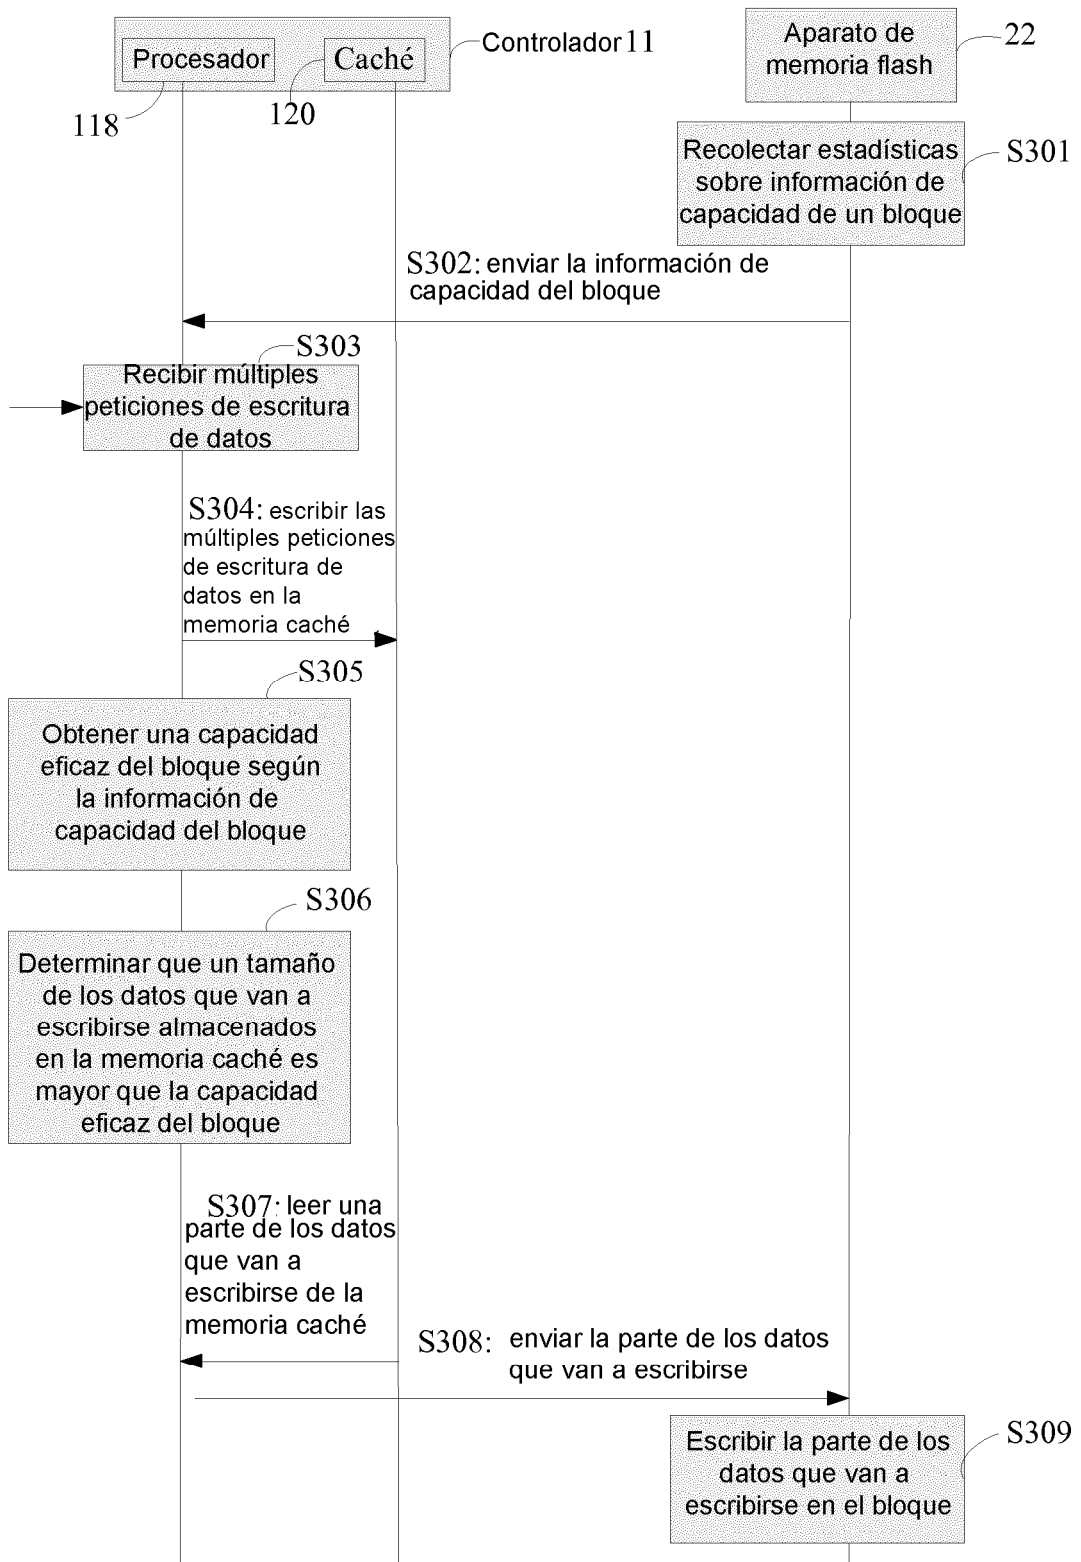 Procesador
Caché
Controlador 11
118
120
Aparato de
memoria flash
22
Recolectar estadísticas
sobre información de
capacidad de un bloque
S301
S302: enviar la información de
capacidad del bloque
S303
Recibir múltiples
peticiones de escritura
de datos
S304: escribir las
múltiples peticiones
de escritura de
datos en la
memoria caché
S305
Obtener una capacidad
eficaz del bloque según
la información de
capacidad del bloque
S306
Determinar que un tamaño
de los datos que van a
escribirse almacenados
en la memoria caché es
mayor que la capacidad
eficaz del bloque
S307: leer una
parte de los datos
que van a
escribirse de la
memoria caché
S308: enviar la parte de los datos
que van a escribirse
Escribir la parte de los
datos que van a
escribirse en el bloque
S309